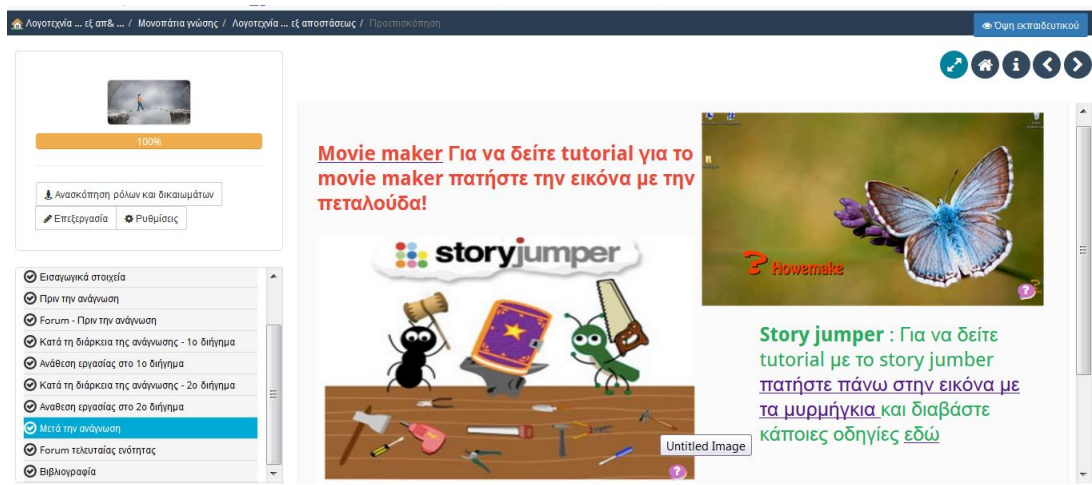 Λογοτεχνία ... εξ απ& ... / Μονοπάτια γνώσης / Λογοτεχνία ... εξ αποστάσεως / Προεπισκόπηση
Όψη εκπαιδευτικού
100%
Ανασκόπηση ρόλων και δικαιωμάτων
Επεξεργασία
Ρυθμίσεις
Εισαγωγικά στοιχεία
Πριν την ανάγνωση
Forum - Πριν την ανάγνωση
Κατά τη διάρκεια της ανάγνωσης - 1ο διήγημα
Ανάθεση εργασίας στο 1ο διήγημα
Κατά τη διάρκεια της ανάγνωσης - 2ο διήγημα
Αναθεση εργασίας στο 2ο διήγημα
Μετά την ανάγνωση
Forum τελευταίας ενότητας
Βιβλιογραφία
Movie maker Για να δείτε tutorial για το
movie maker πατήστε την εικόνα με την
πεταλούδα!
storyjumper
Untitled Image
? Howemake
Story jumper : Για να δείτε
tutorial με το story jumber
πατήστε πάνω στην εικόνα με
τα μυρμήγκια και διαβάστε
κάποιες οδηγίες εδώ